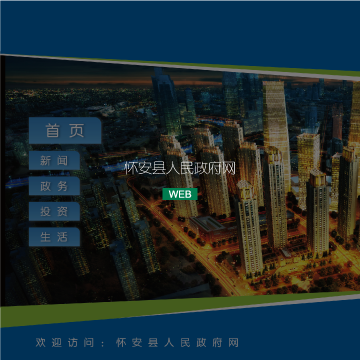 首 页
新 闻
怀安县人民政府网
政 务
WEB
投 资
生 活
欢 迎 访 问 : 怀 安 县 人 民 政 府 网